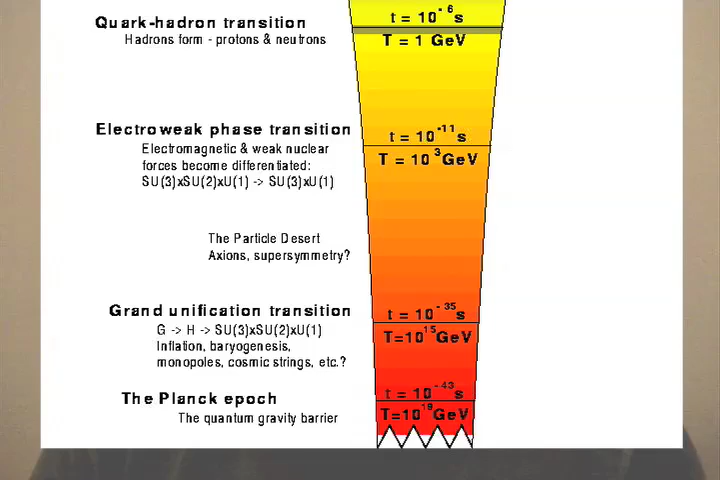 Quark-hadron transition
Hadrons form - protons & neutrons
t = 10⁻⁶s
T = 1 GeV
Electroweak phase transition
Electromagnetic & weak nuclear
forces become differentiated:
SU(3)xSU(2)xU(1) -> SU(3)xU(1)
t = 10⁻¹¹s
T = 10³GeV
The Particle Desert
Axions, supersymmetry?
Grand unification transition
G -> H -> SU(3)xSU(2)xU(1)
Inflation, baryogenesis,
monopoles, cosmic strings, etc.?
t = 10⁻³⁵s
T=10¹⁵GeV
The Planck epoch
The quantum gravity barrier
t = 10⁻⁴³s
T=10¹⁹GeV